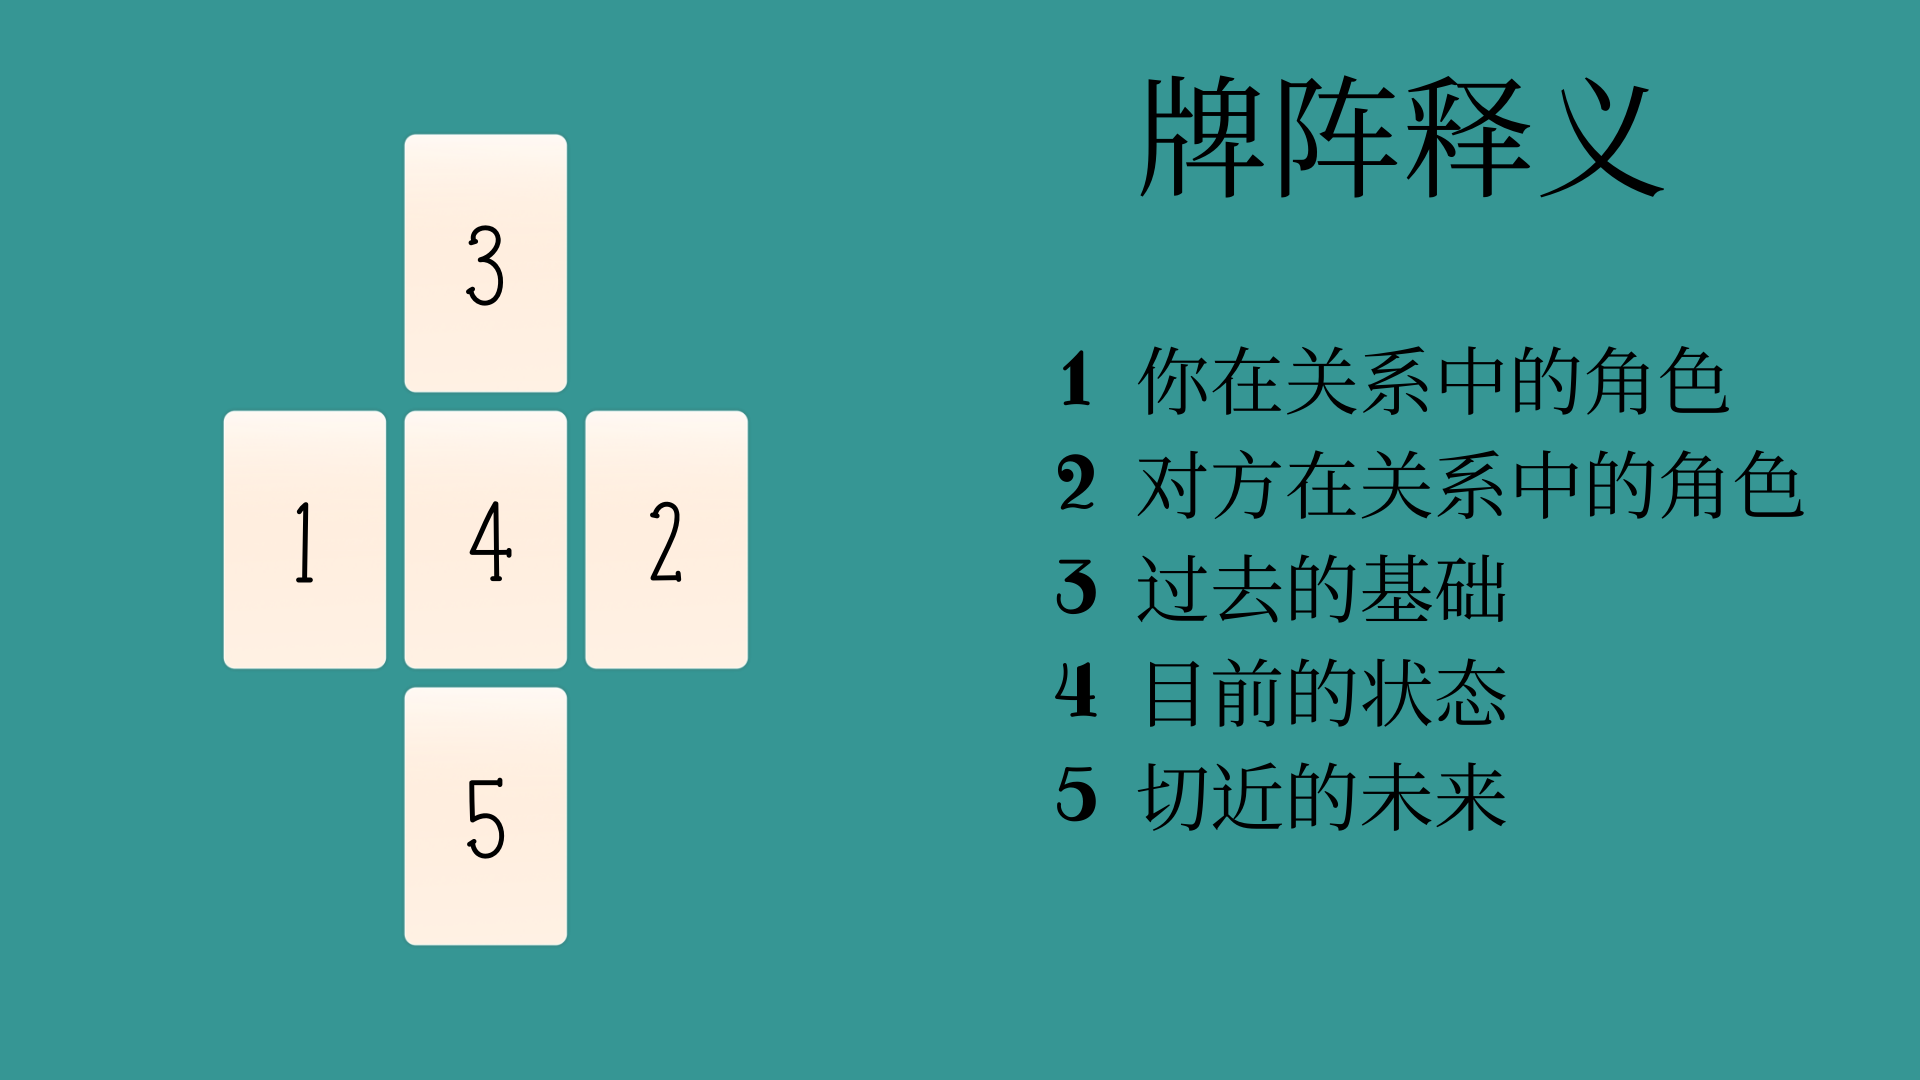 3
1 4 2
5
牌阵释义
1 你在关系中的角色
2 对方在关系中的角色
3 过去的基础
4 目前的状态
5 切近的未来